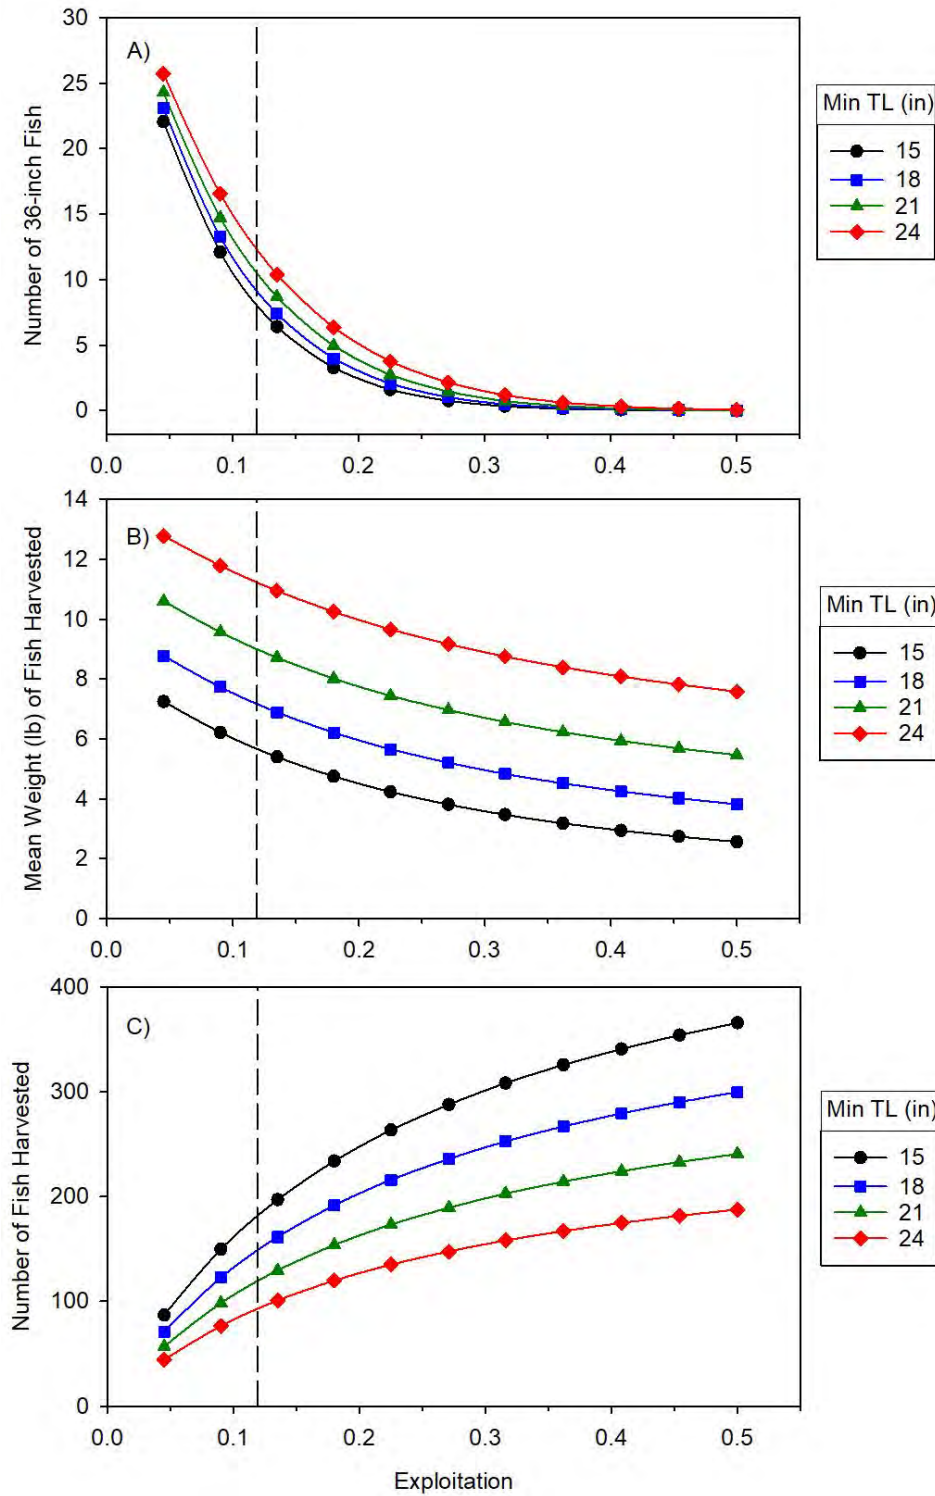 A)
Number of 36-inch Fish
30
25
20
15
10
5
0
0.0 0.1 0.2 0.3 0.4 0.5
Min TL (in)
15
18
21
24
B)
Mean Weight (lb) of Fish Harvested
14
12
10
8
6
4
2
0
0.0 0.1 0.2 0.3 0.4 0.5
Min TL (in)
15
18
21
24
C)
Number of Fish Harvested
400
300
200
100
0
0.0 0.1 0.2 0.3 0.4 0.5
Exploitation
Min TL (in)
15
18
21
24